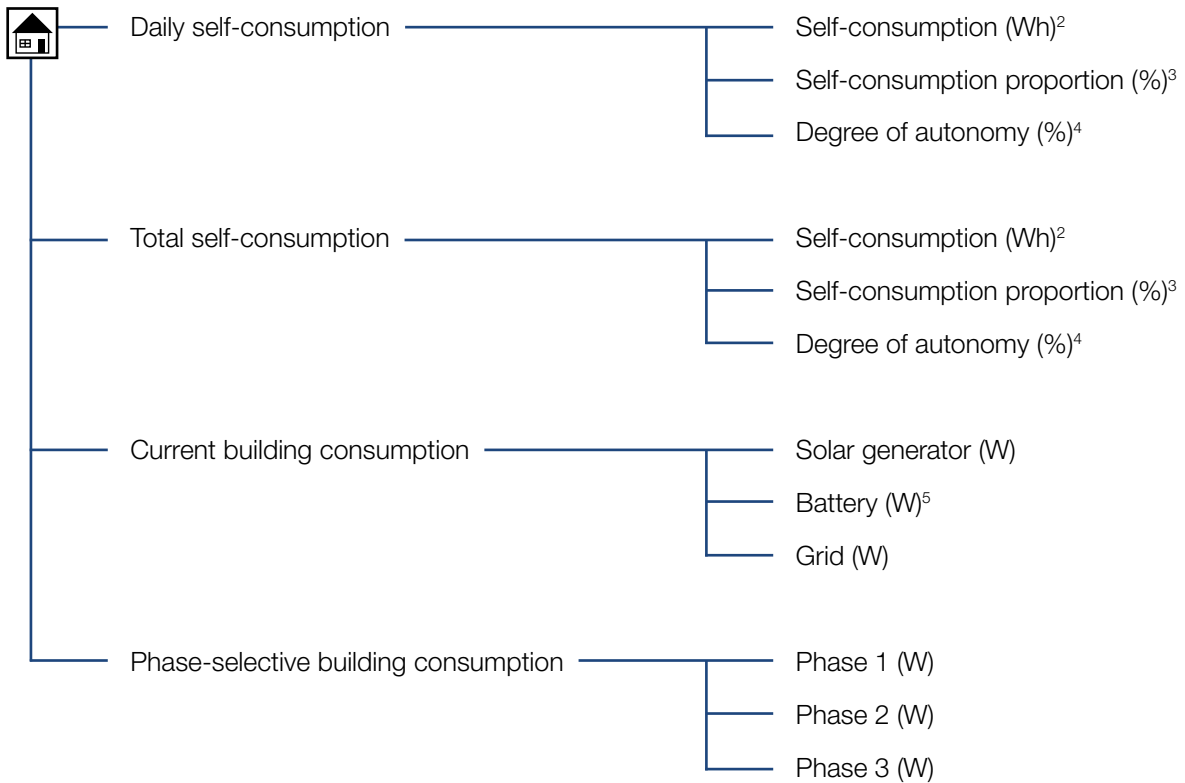 Daily self-consumption
Self-consumption (Wh)²
Self-consumption proportion (%)³
Degree of autonomy (%)⁴
Total self-consumption
Self-consumption (Wh)²
Self-consumption proportion (%)³
Degree of autonomy (%)⁴
Current building consumption
Solar generator (W)
Battery (W)⁵
Grid (W)
Phase-selective building consumption
Phase 1 (W)
Phase 2 (W)
Phase 3 (W)